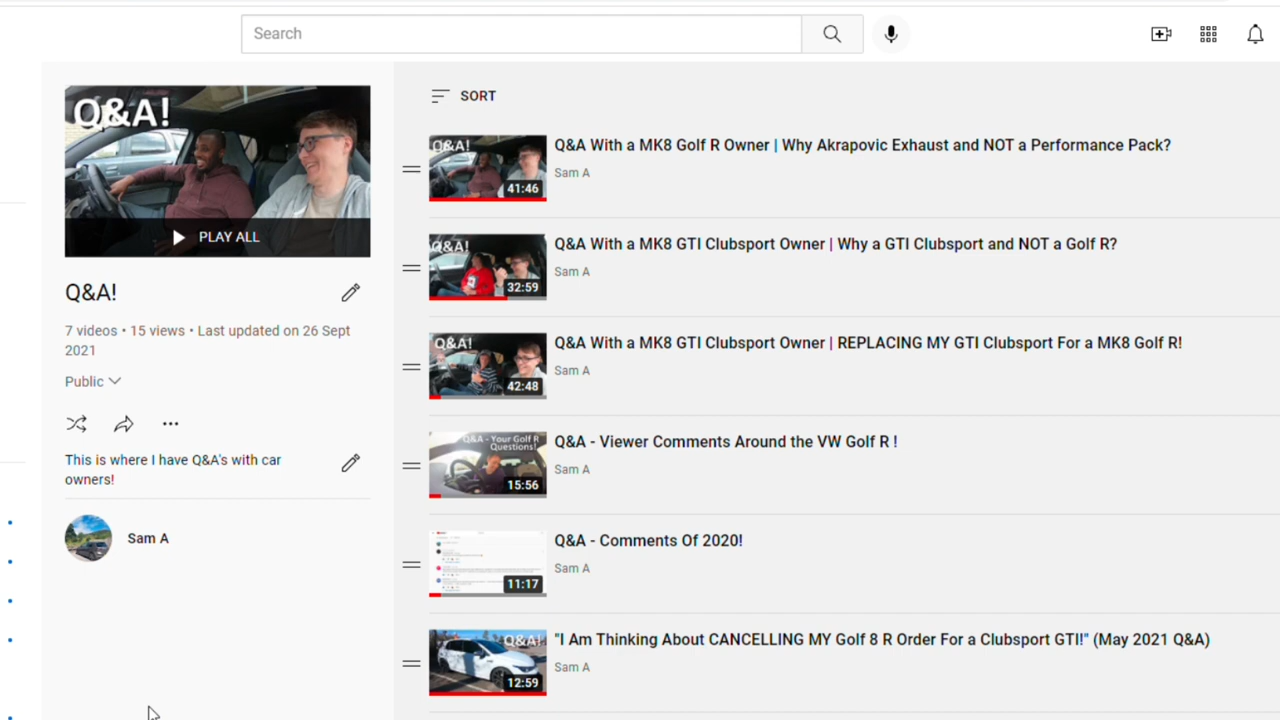 Search
Q&A!
PLAY ALL
Q&A!
7 videos • 15 views • Last updated on 26 Sept
2021
Public
This is where I have Q&A's with car
owners!
Sam A
SORT
Q&A!
41:46
Q&A With a MK8 Golf R Owner | Why Akrapovic Exhaust and NOT a Performance Pack?
Sam A
Q&A!
32:59
Q&A With a MK8 GTI Clubsport Owner | Why a GTI Clubsport and NOT a Golf R?
Sam A
Q&A!
42:48
Q&A With a MK8 GTI Clubsport Owner | REPLACING MY GTI Clubsport For a MK8 Golf R!
Sam A
Q&A - Your Golf R
Questions!
15:56
Q&A - Viewer Comments Around the VW Golf R !
Sam A
11:17
Q&A - Comments Of 2020!
Sam A
Q&A!
12:59
"I Am Thinking About CANCELLING MY Golf 8 R Order For a Clubsport GTI!" (May 2021 Q&A)
Sam A